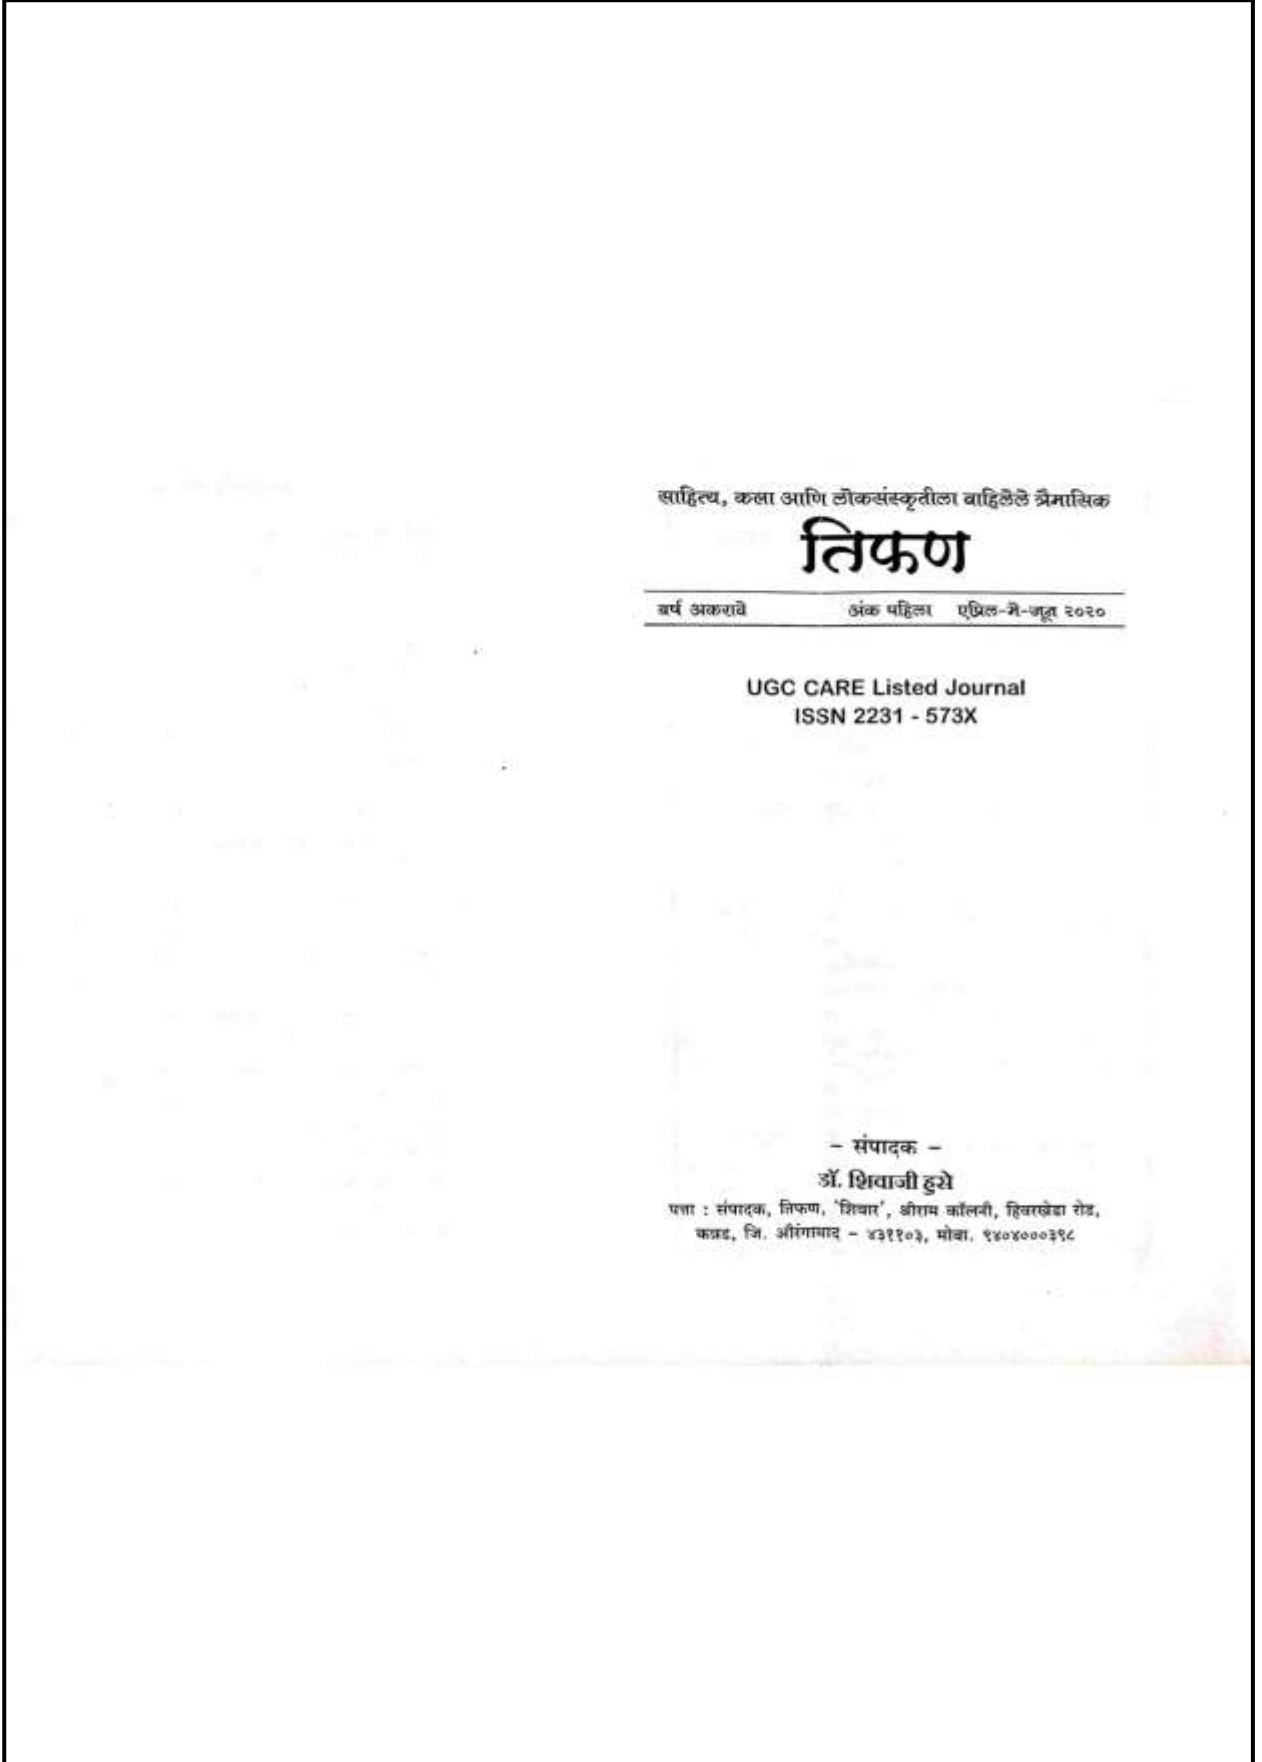 साहित्य, कला आणि लोकसंस्कृतीला वाहिलेले त्रैमासिक
तिफण
वर्ष अकरावे अंक पहिला एप्रिल-मे-जून २०२०
UGC CARE Listed Journal
ISSN 2231 - 573X
- संपादक -
डॉ. शिवाजी हुसे
पत्ता : संपादक, तिफण, 'शिवार', श्रीराम कॉलनी, हिवरखेडा रोड,
कन्नड, जि. औरंगाबाद - ४३११०३, मोबा. ९४०४०००३९८